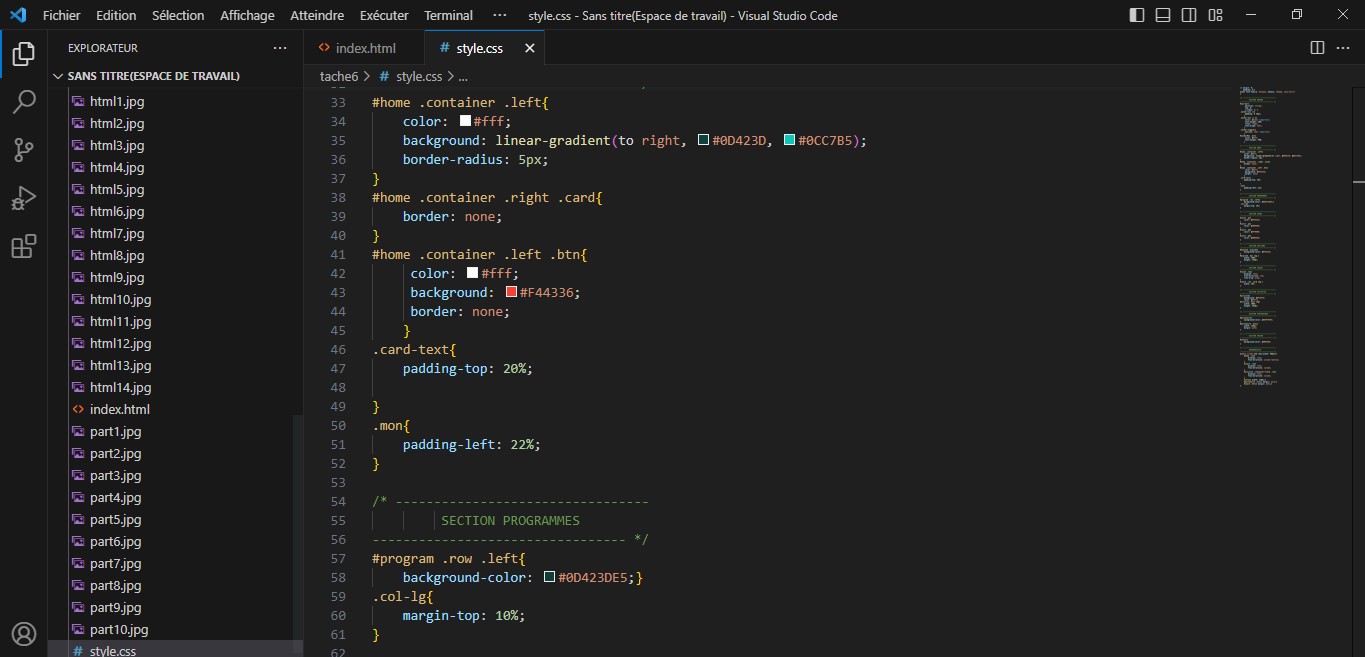 Fichier Edition Sélection Affichage Atteindre Exécuter Terminal ··· style.css - Sans titre(Espace de travail) - Visual Studio Code
EXPLORATEUR ···
SANS TITRE(ESPACE DE TRAVAIL)
html1.jpg
html2.jpg
html3.jpg
html4.jpg
html5.jpg
html6.jpg
html7.jpg
html8.jpg
html9.jpg
html10.jpg
html11.jpg
html12.jpg
html13.jpg
html14.jpg
<> index.html
part1.jpg
part2.jpg
part3.jpg
part4.jpg
part5.jpg
part6.jpg
part7.jpg
part8.jpg
part9.jpg
part10.jpg
# style.css
<> index.html # style.css ×
tache6 > # style.css > ...
33 #home .container .left{
34 color: #fff;
35 background: linear-gradient(to right, #0D423D, #0CC7B5);
36 border-radius: 5px;
37 }
38 #home .container .right .card{
39 border: none;
40 }
41 #home .container .left .btn{
42 color: #fff;
43 background: #F44336;
44 border: none;
45 }
46 .card-text{
47 padding-top: 20%;
48
49 }
50 .mon{
51 padding-left: 22%;
52 }
53
54 /* ---------------------------------
55 SECTION PROGRAMMES
56 --------------------------------- */
57 #program .row .left{
58 background-color: #0D423DE5;}
59 .col-lg{
60 margin-top: 10%;
61 }
62